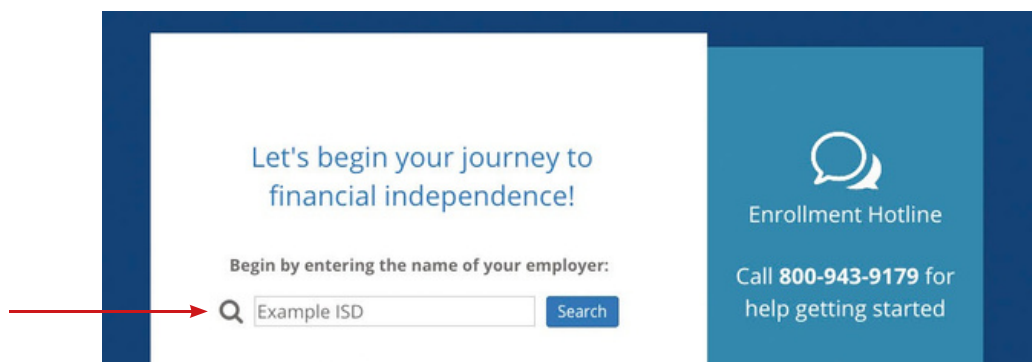 Let's begin your journey to
financial independence!
Begin by entering the name of your employer:
Example ISD
Search
Enrollment Hotline
Call 800-943-9179 for
help getting started